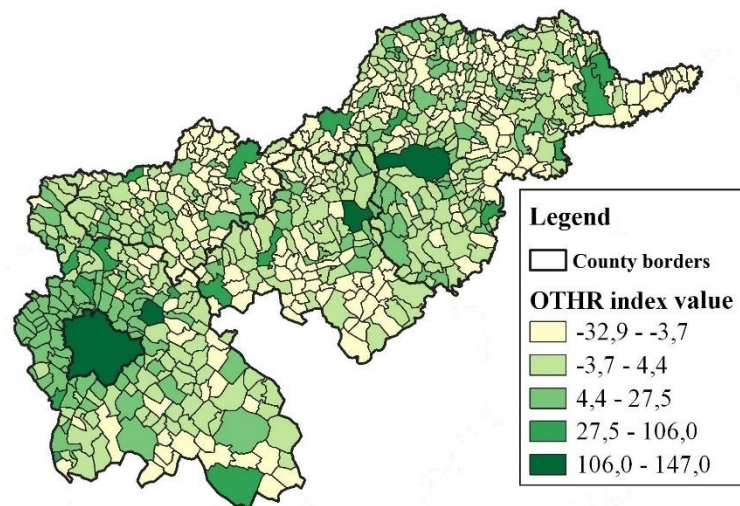 Legend
County borders
OTHR index value
-32,9 - -3,7
-3,7 - 4,4
4,4 - 27,5
27,5 - 106,0
106,0 - 147,0